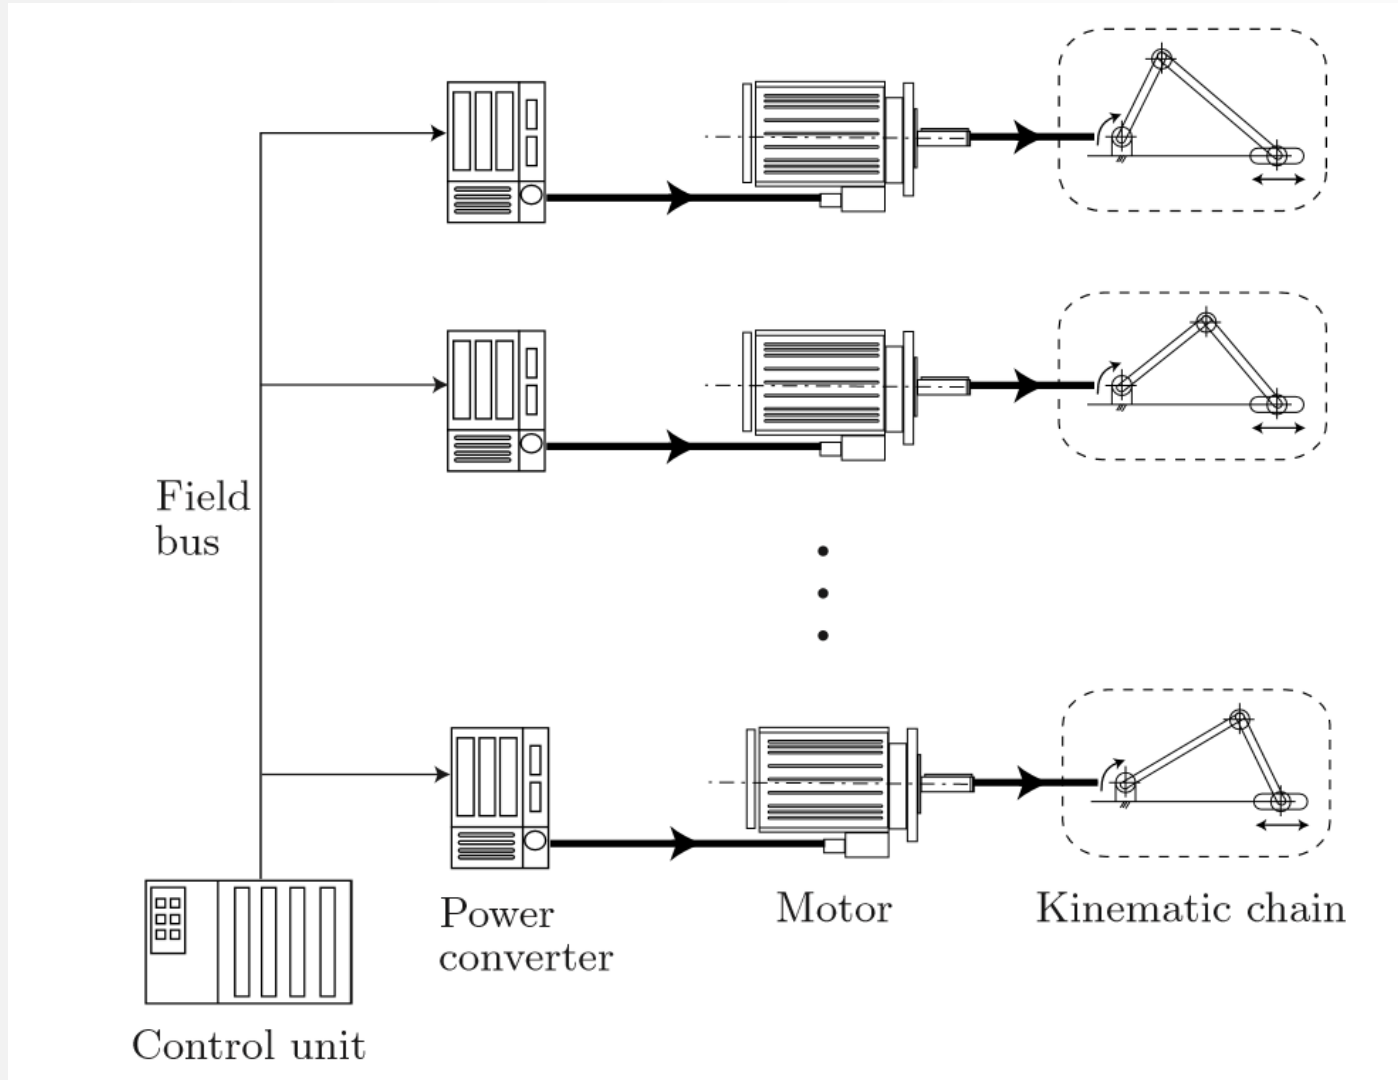 Field
bus
Power
converter
Motor
Kinematic chain
Control unit